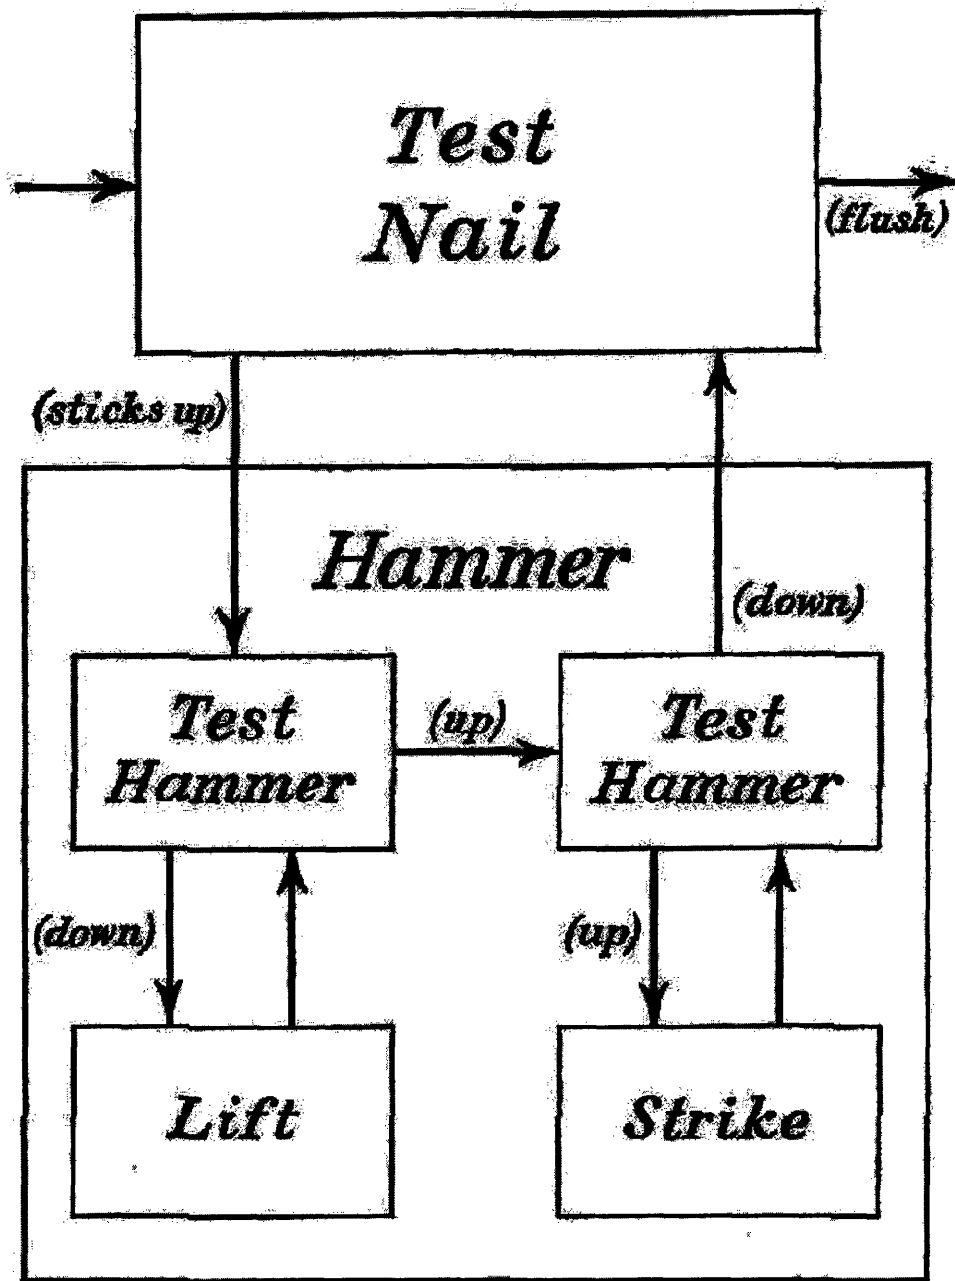 Test
Nail
(flush)
(sticks up)
Hammer
(down)
Test
Hammer
(up)
Test
Hammer
(down)
(up)
Lift
Strike